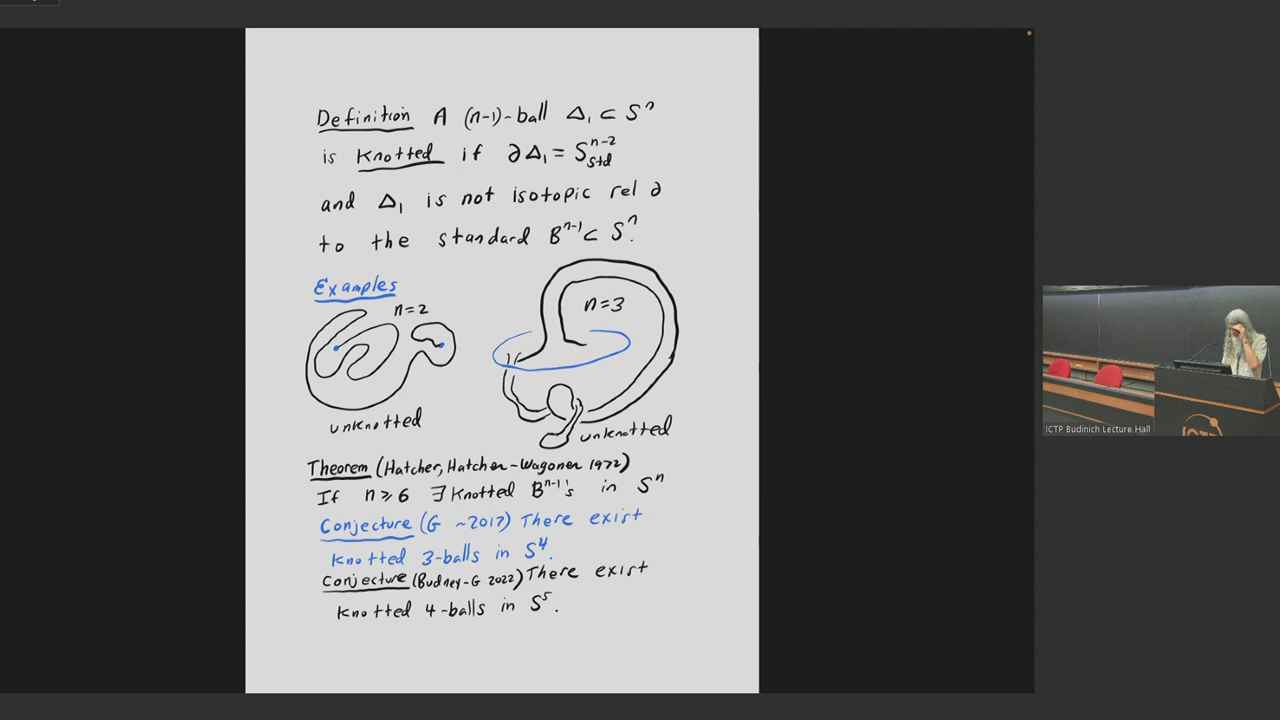 Definition A (n-1)-ball Δ₁ ⊂ Sⁿ
is Knotted if ∂Δ₁ = S^{n-2}_{std}
and Δ₁ is not isotopic rel ∂
to the standard B^{n-1} ⊂ Sⁿ.
Examples
n=2
n=3
unknotted
unknotted
Theorem (Hatcher, Hatcher-Wagoner 1972)
If n ≥ 6 ∃ Knotted B^{n-1}'s in Sⁿ
Conjecture (G ~2017) There exist
Knotted 3-balls in S⁴.
Conjecture (Budney-G 2022) There exist
Knotted 4-balls in S⁵.
ICTP Budinich Lecture Hall
ICTP